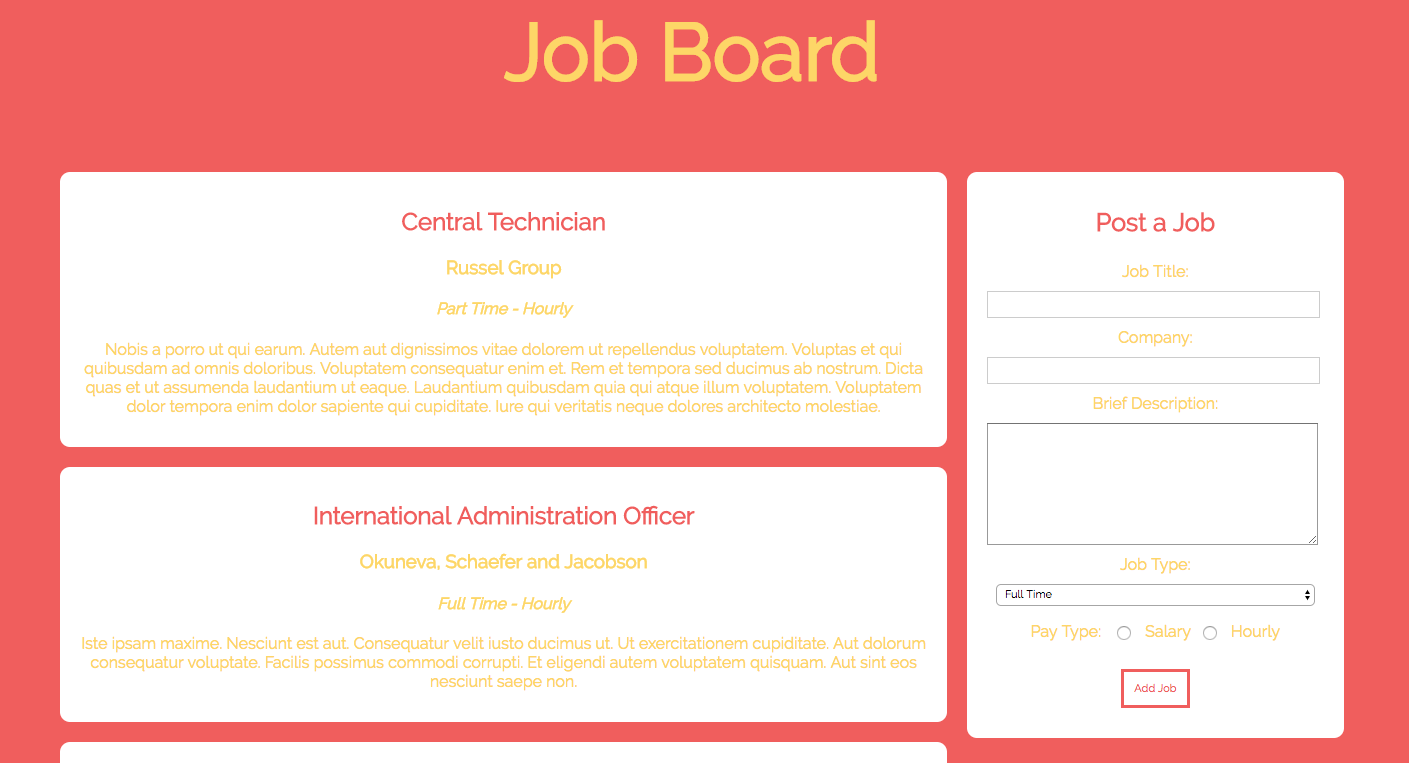 Job Board
Central Technician
Russel Group
Part Time - Hourly
Nobis a porro ut qui earum. Autem aut dignissimos vitae dolorem ut repellendus voluptatem. Voluptas et qui
quibusdam ad omnis doloribus. Voluptatem consequatur enim et. Rem et tempora sed ducimus ab nostrum. Dicta
quas et ut assumenda laudantium ut eaque. Laudantium quibusdam quia qui atque illum voluptatem. Voluptatem
dolor tempora enim dolor sapiente qui cupiditate. Iure qui veritatis neque dolores architecto molestiae.
International Administration Officer
Okuneva, Schaefer and Jacobson
Full Time - Hourly
Iste ipsam maxime. Nesciunt est aut. Consequatur velit iusto ducimus ut. Ut exercitationem cupiditate. Aut dolorum
consequatur voluptate. Facilis possimus commodi corrupti. Et eligendi autem voluptatem quisquam. Aut sint eos
nesciunt saepe non.
Post a Job
Job Title:
Company:
Brief Description:
Job Type:
Full Time
Pay Type: Salary Hourly
Add Job